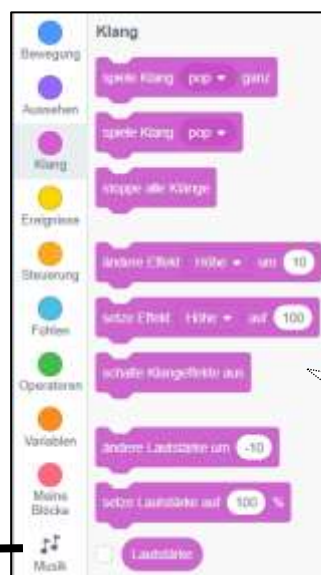 Klang
Bewegung
spiele Klang pop ganz
Aussehen
spiele Klang pop
Klang
stoppe alle Klänge
Ereignisse
ändere Effekt Höhe um 10
Steuerung
setze Effekt Höhe auf 100
Fühlen
schalte Klangeffekte aus
Operatoren
Variablen
ändere Lautstärke um -10
Meine
Blöcke
setze Lautstärke auf 100 %
Musik
Lautstärke